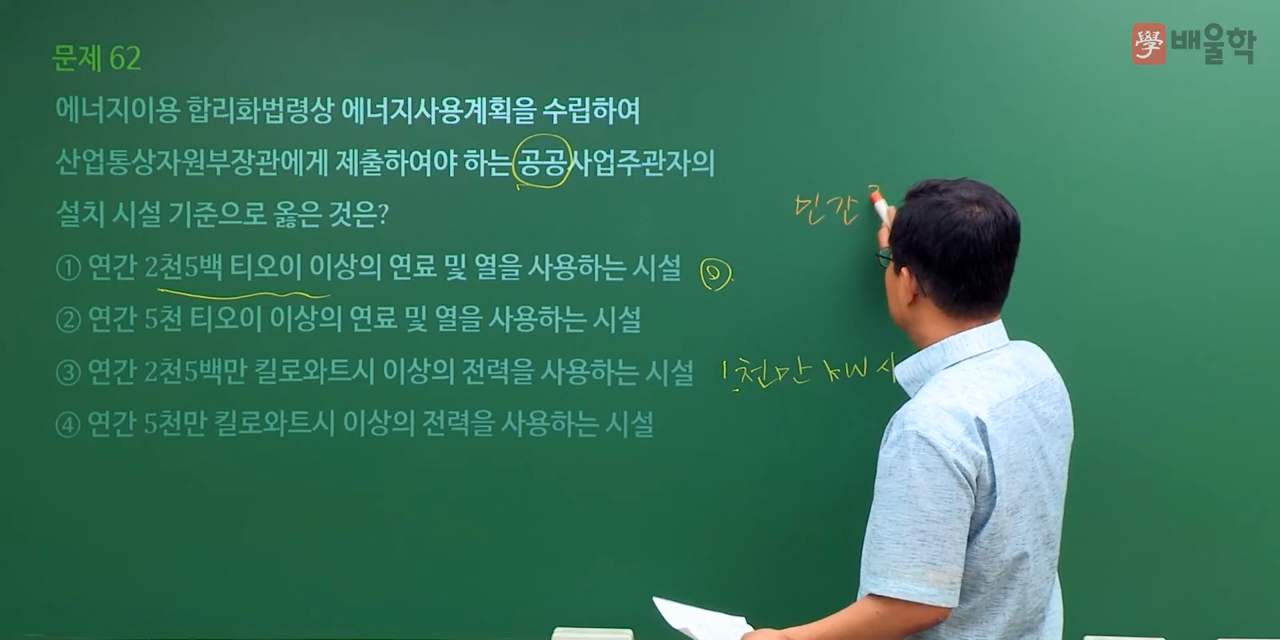 學 배울학
문제 62
에너지이용 합리화법령상 에너지사용계획을 수립하여
산업통상자원부장관에게 제출하여야 하는 공공사업주관자의
설치 시설 기준으로 옳은 것은?
민간
① 연간 2천5백 티오이 이상의 연료 및 열을 사용하는 시설 ⓞ
② 연간 5천 티오이 이상의 연료 및 열을 사용하는 시설
③ 연간 2천5백만 킬로와트시 이상의 전력을 사용하는 시설 1천만 kW
④ 연간 5천만 킬로와트시 이상의 전력을 사용하는 시설